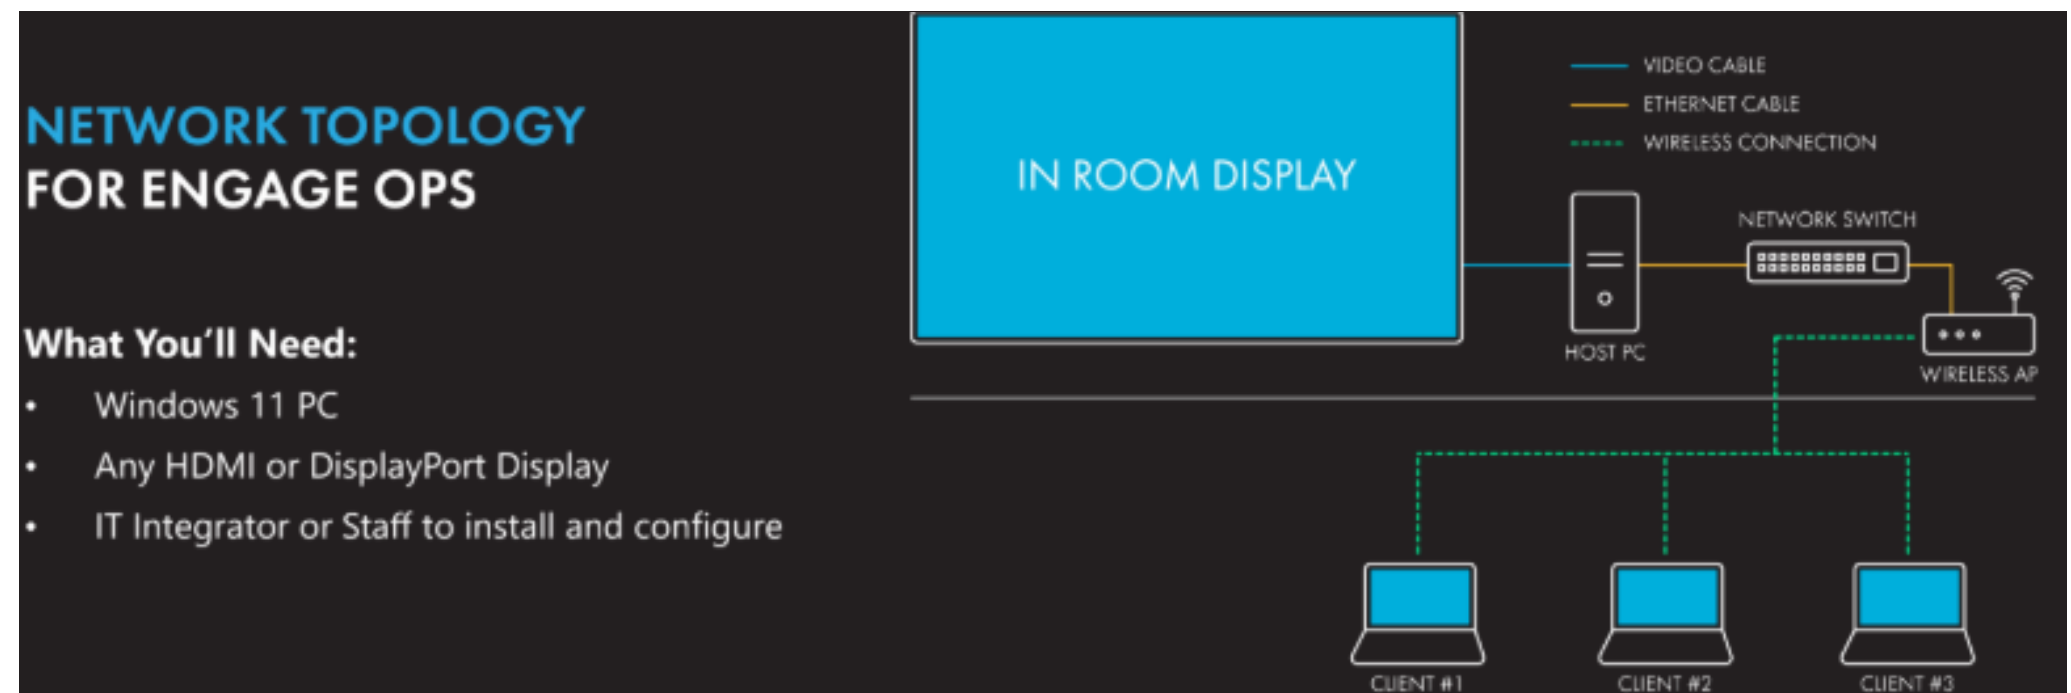 NETWORK TOPOLOGY
FOR ENGAGE OPS
What You’ll Need:
• Windows 11 PC
• Any HDMI or DisplayPort Display
• IT Integrator or Staff to install and configure
IN ROOM DISPLAY
VIDEO CABLE
ETHERNET CABLE
WIRELESS CONNECTION
NETWORK SWITCH
HOST PC
WIRELESS AP
CLIENT #1
CLIENT #2
CLIENT #3